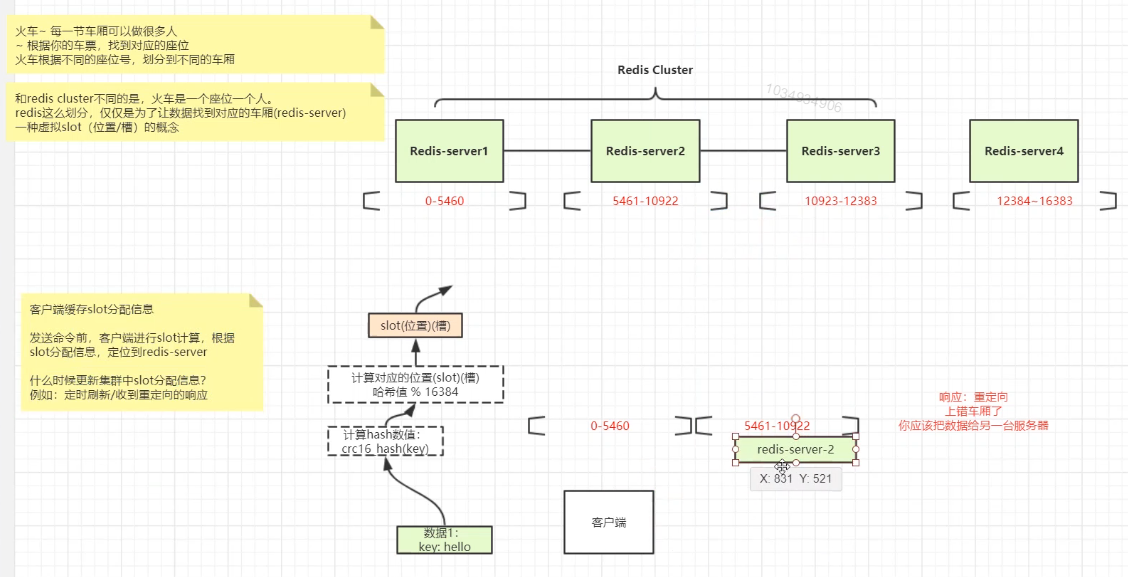 火车~ 每一节车厢可以做很多人
~ 根据你的车票，找到对应的座位
火车根据不同的座位号，划分到不同的车厢
和redis cluster不同的是，火车是一个座位一个人。
redis这么划分，仅仅是为了让数据找到对应的车厢(redis-server)
一种虚拟slot（位置/槽）的概念
Redis Cluster
1034934906
Redis-server1
Redis-server2
Redis-server3
Redis-server4
0-5460
5461-10922
10923-12383
12384–16383
客户端缓存slot分配信息
发送命令前，客户端进行slot计算，根据
slot分配信息，定位到redis-server
什么时候更新集群中slot分配信息？
例如：定时刷新/收到重定向的响应
slot(位置)(槽)
计算对应的位置(slot)(槽)
哈希值 % 16384
计算hash数值：
crc16_hash(key)
数据1：
key: hello
0-5460
5461-10922
redis-server-2
X: 831 Y: 521
客户端
响应：重定向
上错车厢了
你应该把数据给另一台服务器